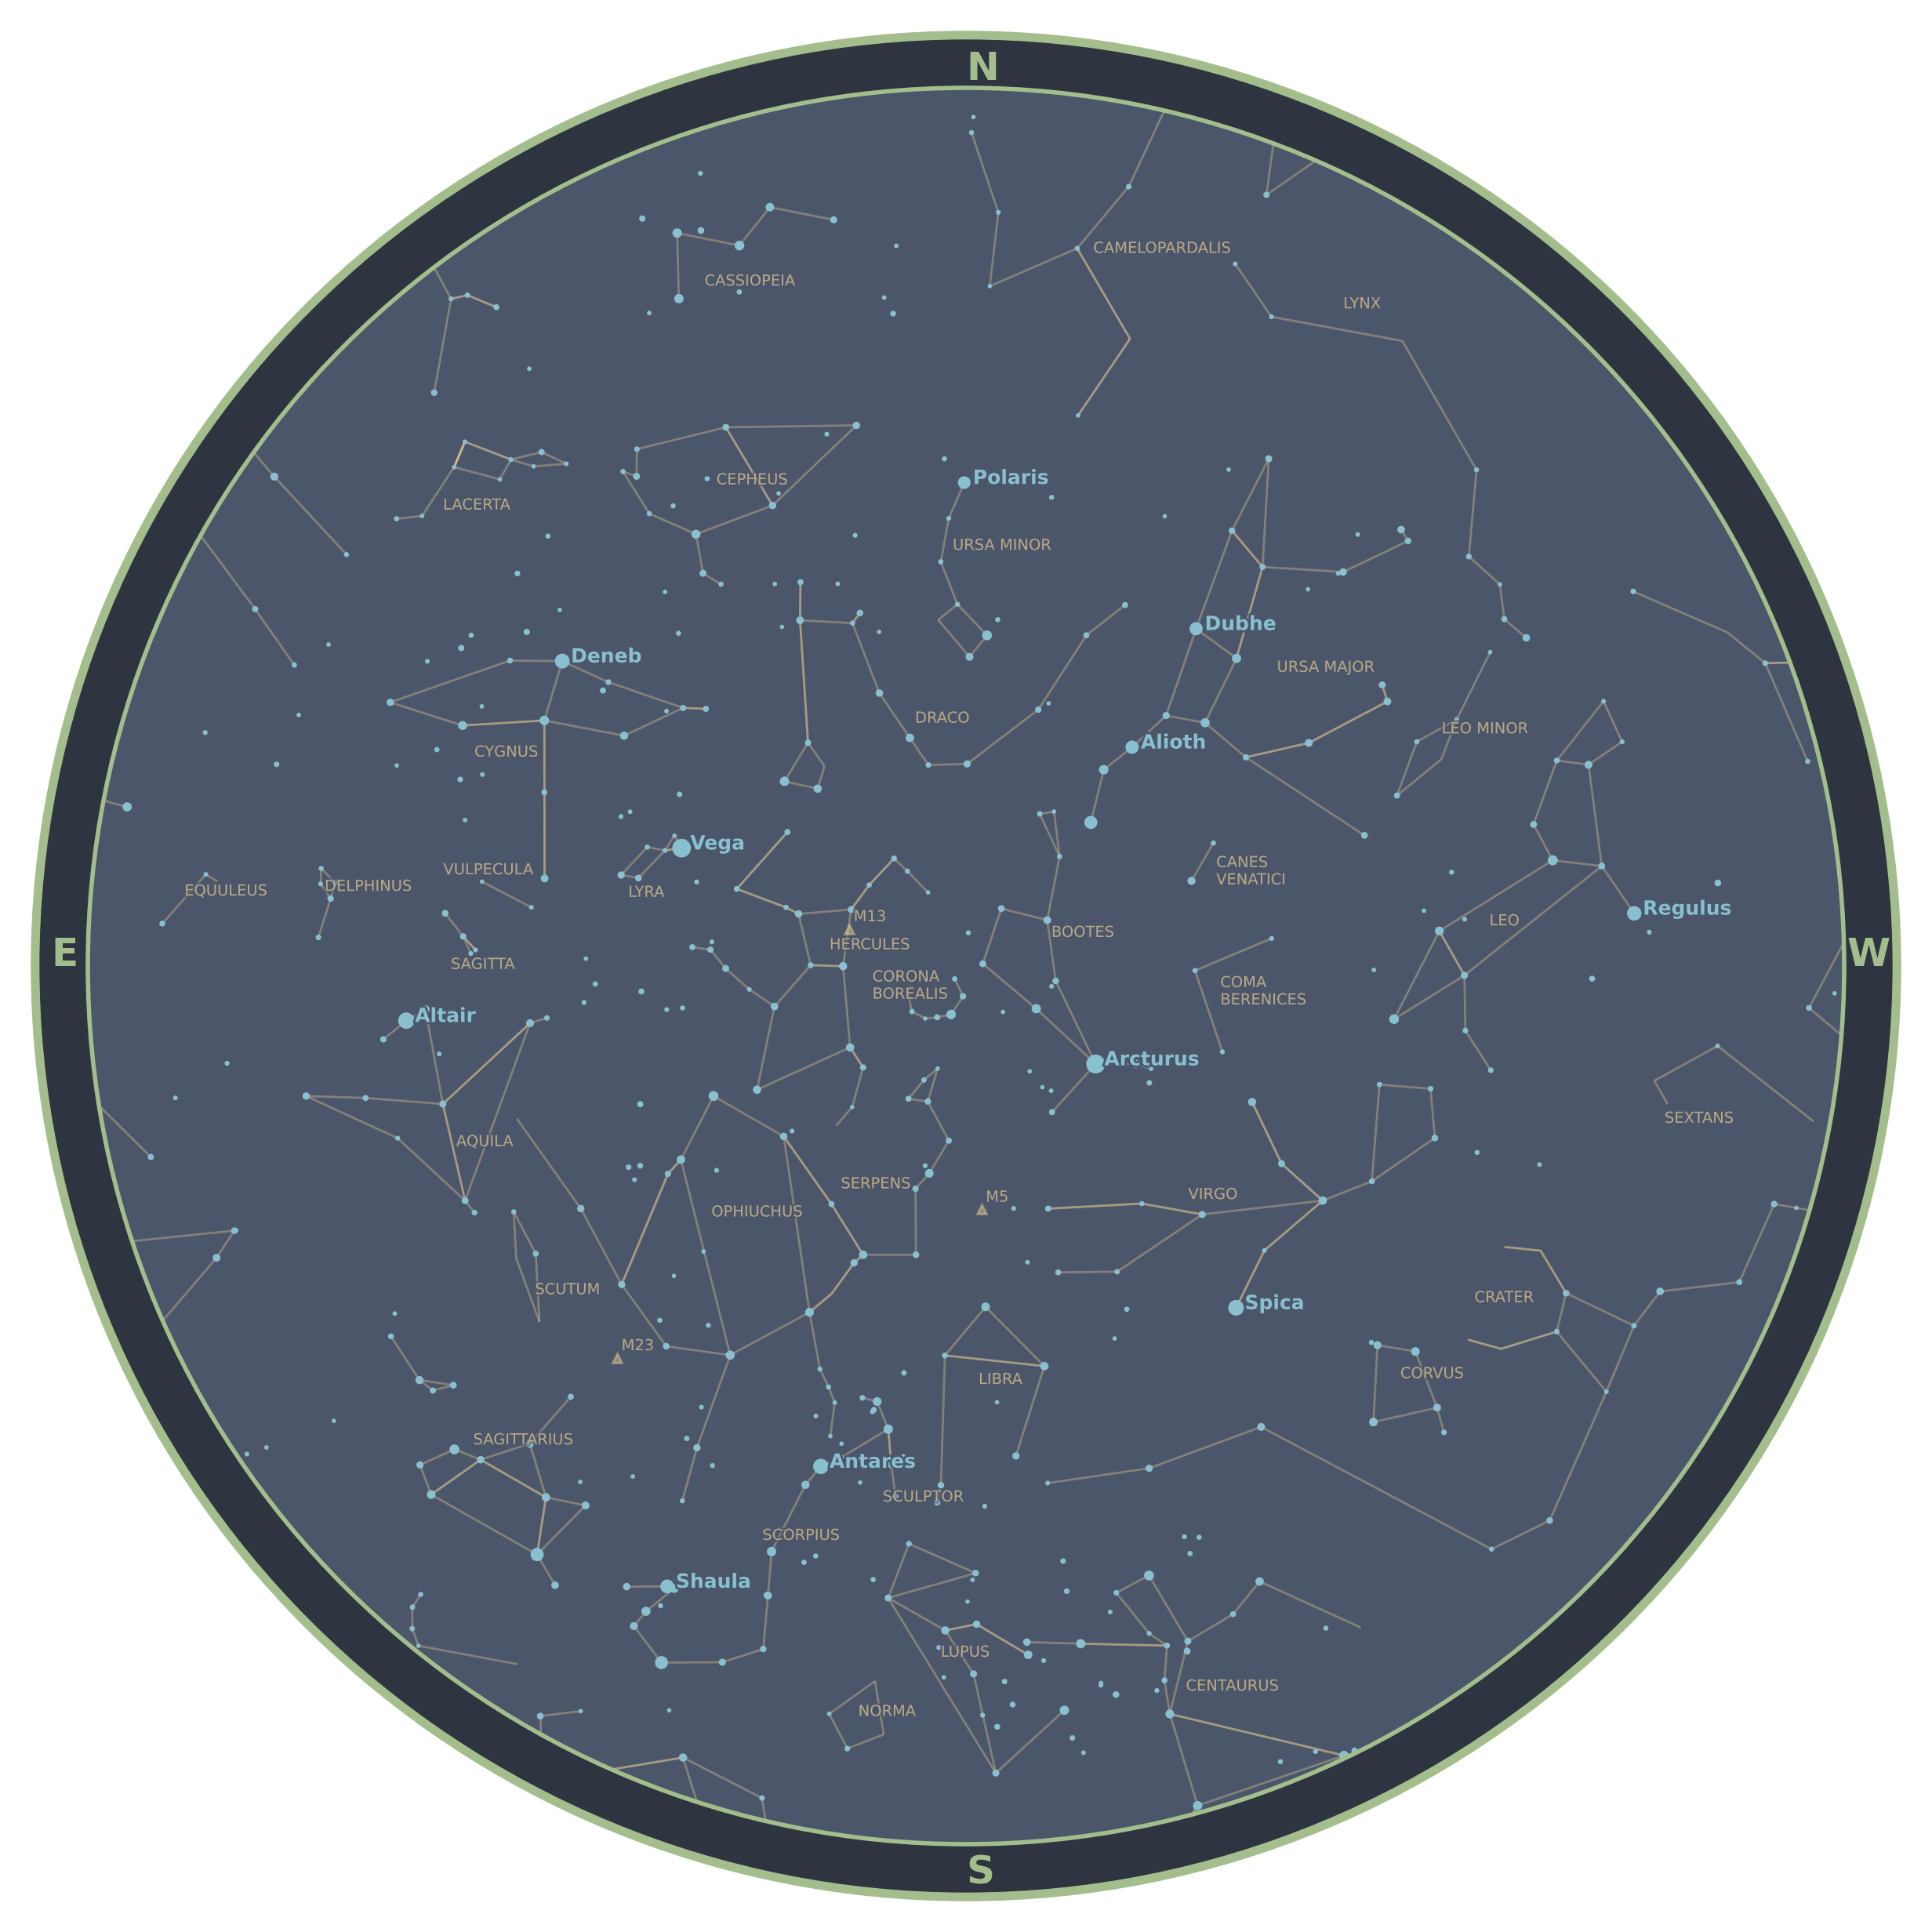 N
CAMELOPARDALIS
CASSIOPEIA
LYNX
CEPHEUS
Polaris
LACERTA
URSA MINOR
Dubhe
Deneb
URSA MAJOR
DRACO
LEO MINOR
Alioth
CYGNUS
Vega
CANES
VENATICI
VULPECULA
EQUULEUS
DELPHINUS
LYRA
Regulus
M13
LEO
BOOTES
HERCULES
E
W
SAGITTA
CORONA
BOREALIS
COMA
BERENICES
Altair
Arcturus
SEXTANS
AQUILA
SERPENS
VIRGO
M5
OPHIUCHUS
SCUTUM
Spica
CRATER
M23
LIBRA
CORVUS
SAGITTARIUS
Antares
SCULPTOR
SCORPIUS
Shaula
LUPUS
CENTAURUS
NORMA
S